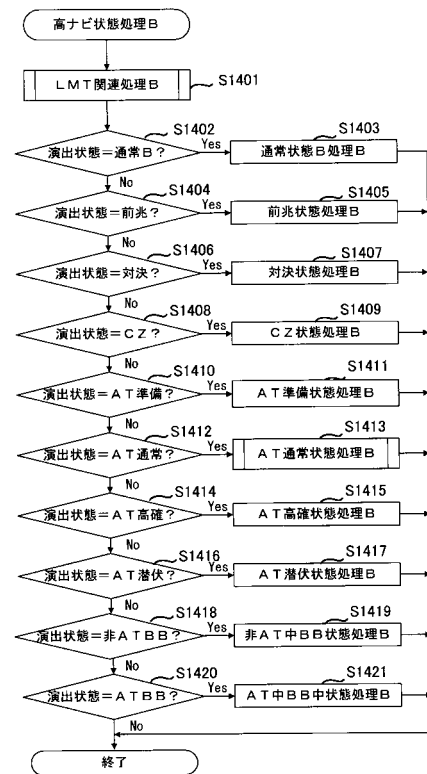 高ナビ状態処理B
LMT関連処理B
S1401
演出状態=通常B?
S1402
Yes
通常状態B処理B
S1403
No
演出状態=前兆?
S1404
Yes
前兆状態処理B
S1405
No
演出状態=対決?
S1406
Yes
対決状態処理B
S1407
No
演出状態=CZ?
S1408
Yes
CZ状態処理B
S1409
No
演出状態=AT準備?
S1410
Yes
AT準備状態処理B
S1411
No
演出状態=AT通常?
S1412
Yes
AT通常状態処理B
S1413
No
演出状態=AT高確?
S1414
Yes
AT高確状態処理B
S1415
No
演出状態=AT潜伏?
S1416
Yes
AT潜伏状態処理B
S1417
No
演出状態=非ATBB?
S1418
Yes
非AT中BB状態処理B
S1419
No
演出状態=ATBB?
S1420
Yes
AT中BB中状態処理B
S1421
No
終了